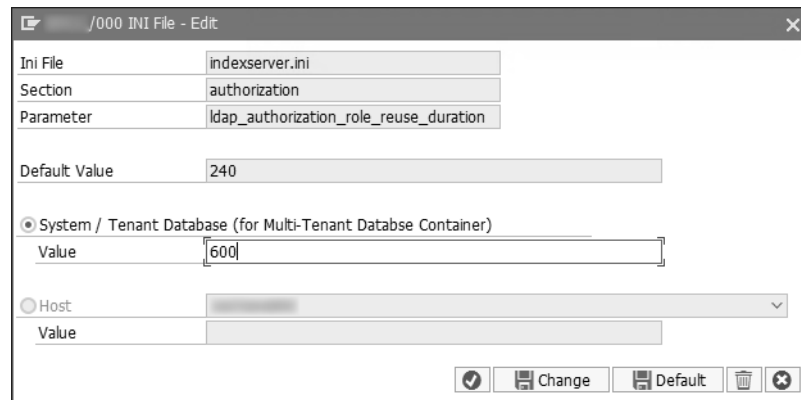 /000 INI File - Edit
Ini File indexserver.ini
Section authorization
Parameter ldap_authorization_role_reuse_duration
Default Value 240
System / Tenant Database (for Multi-Tenant Databse Container)
Value 600
Host
Value
Change Default